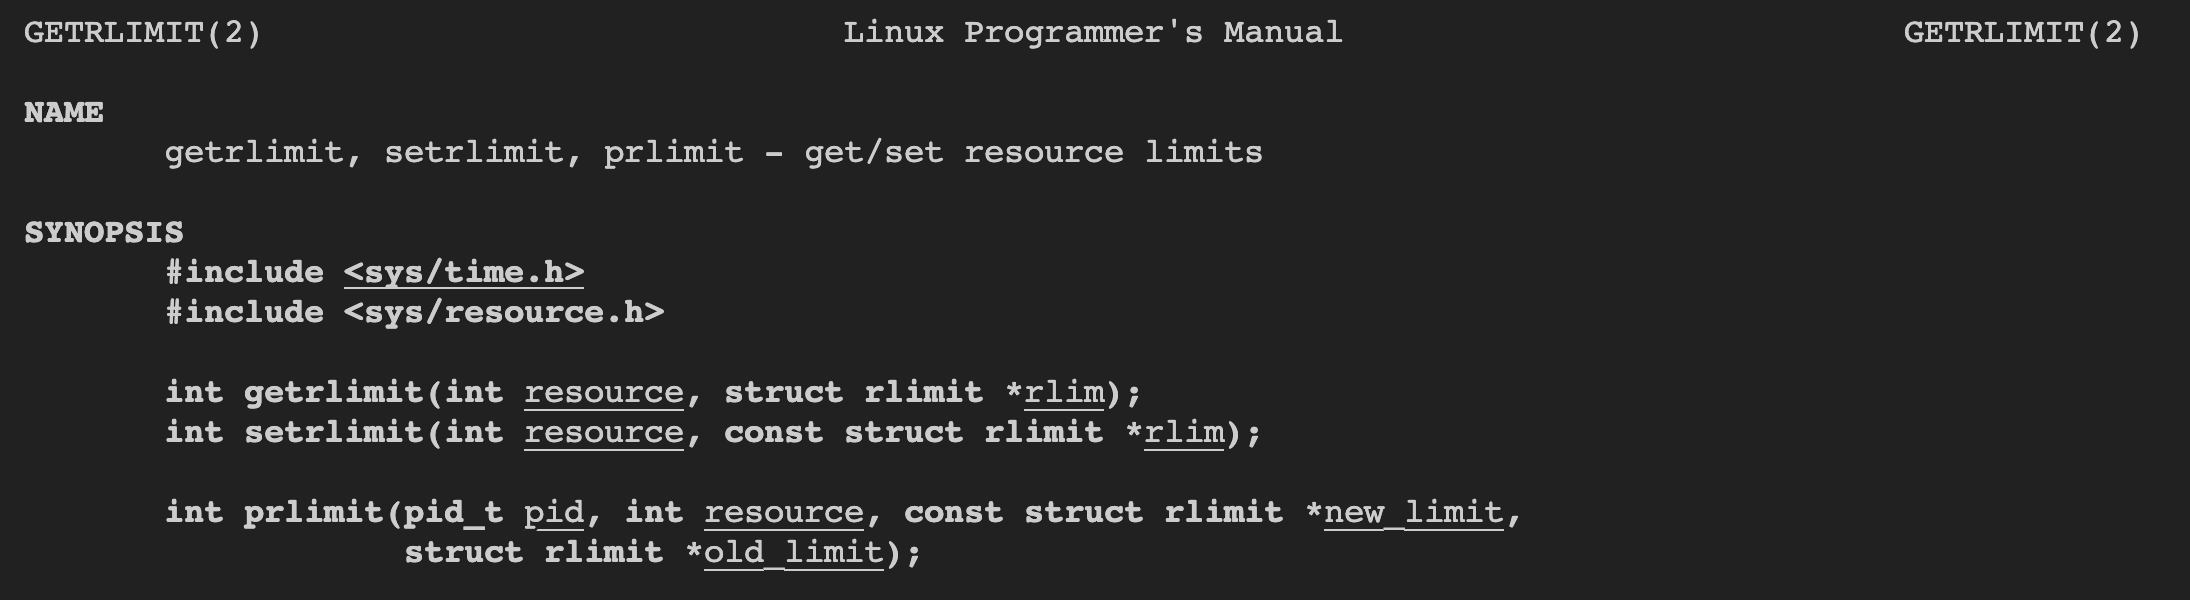 GETRLIMIT(2) Linux Programmer's Manual GETRLIMIT(2)
NAME
getrlimit, setrlimit, prlimit - get/set resource limits
SYNOPSIS
#include <sys/time.h>
#include <sys/resource.h>
int getrlimit(int resource, struct rlimit *rlim);
int setrlimit(int resource, const struct rlimit *rlim);
int prlimit(pid_t pid, int resource, const struct rlimit *new_limit,
struct rlimit *old_limit);